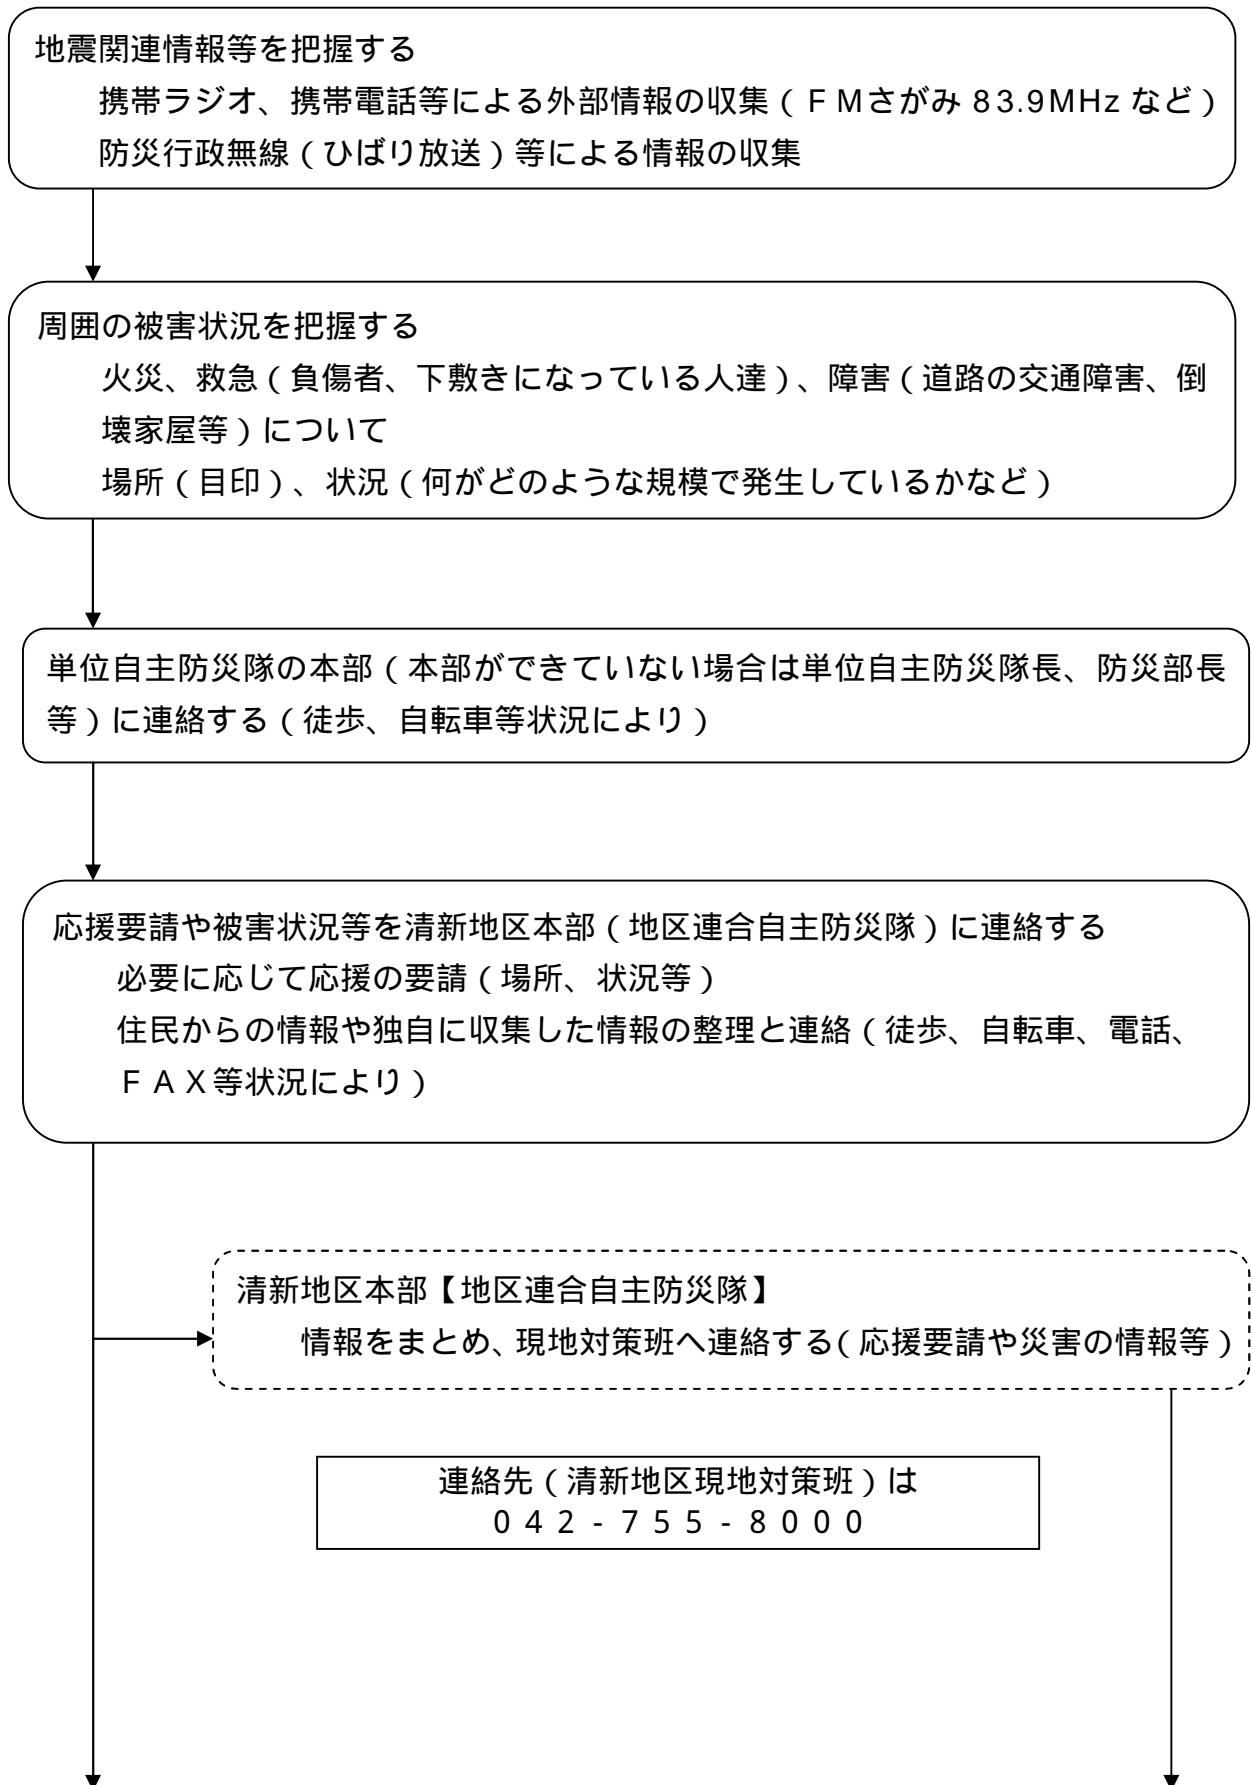 地震関連情報等を把握する
携帯ラジオ、携帯電話等による外部情報の収集（ＦＭさがみ 83.9MHz など）
防災行政無線（ひばり放送）等による情報の収集
周囲の被害状況を把握する
火災、救急（負傷者、下敷きになっている人達）、障害（道路の交通障害、倒
壊家屋等）について
場所（目印）、状況（何がどのような規模で発生しているかなど）
単位自主防災隊の本部（本部ができていない場合は単位自主防災隊長、防災部長
等）に連絡する（徒歩、自転車等状況により）
応援要請や被害状況等を清新地区本部（地区連合自主防災隊）に連絡する
必要に応じて応援の要請（場所、状況等）
住民からの情報や独自に収集した情報の整理と連絡（徒歩、自転車、電話、
ＦＡＸ等状況により）
清新地区本部【地区連合自主防災隊】
情報をまとめ、現地対策班へ連絡する（応援要請や災害の情報等）
連絡先（清新地区現地対策班）は
０４２-７５５-８０００